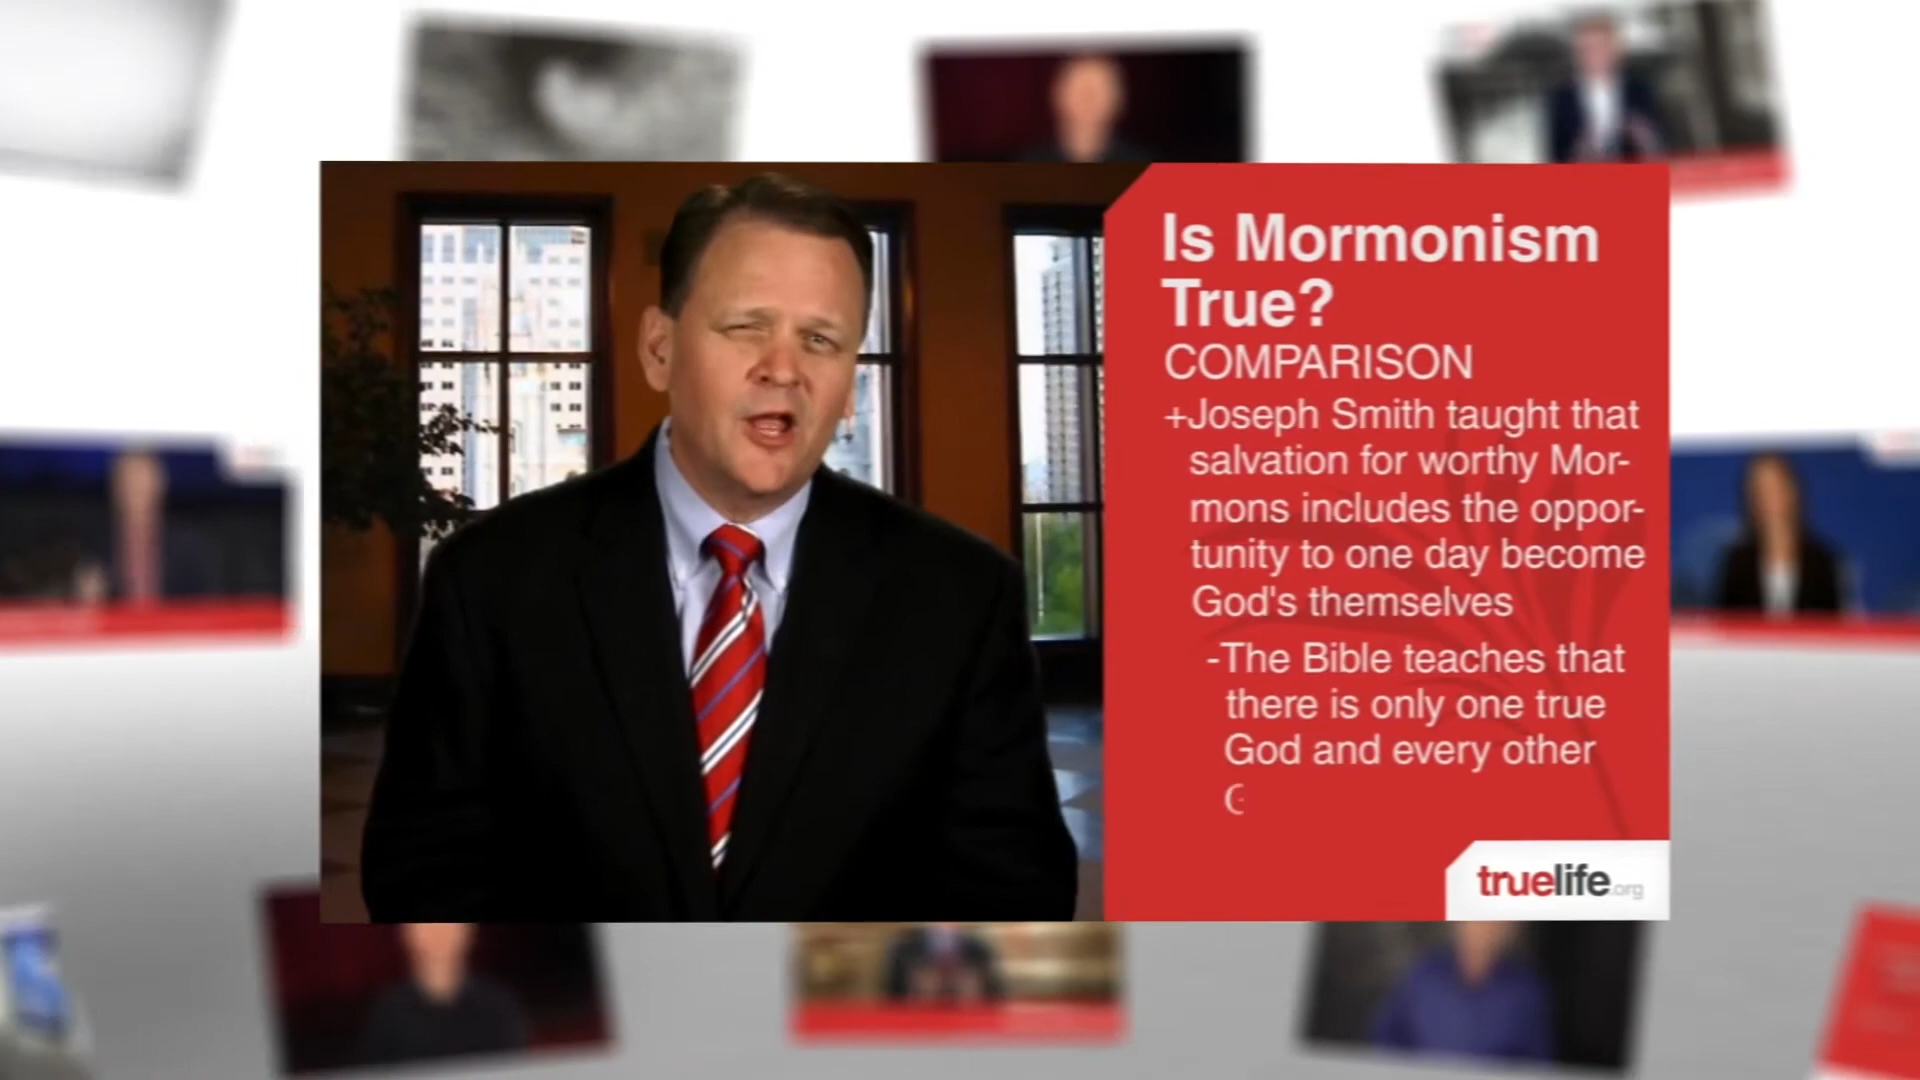 Is Mormonism
True?
COMPARISON
+Joseph Smith taught that
salvation for worthy Mor-
mons includes the oppor-
tunity to one day become
God's themselves
-The Bible teaches that
there is only one true
God and every other
truelife.org